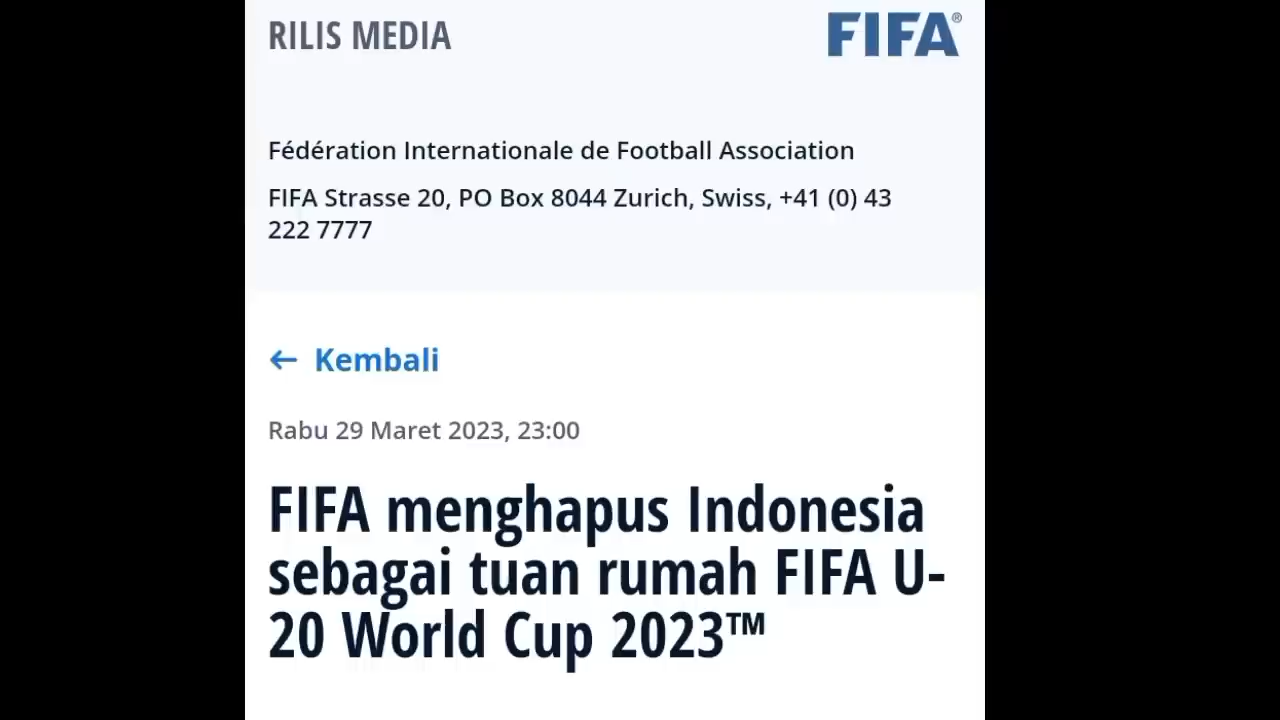 RILIS MEDIA
FIFA®
Fédération Internationale de Football Association
FIFA Strasse 20, PO Box 8044 Zurich, Swiss, +41 (0) 43
222 7777
← Kembali
Rabu 29 Maret 2023, 23:00
FIFA menghapus Indonesia
sebagai tuan rumah FIFA U-
20 World Cup 2023™